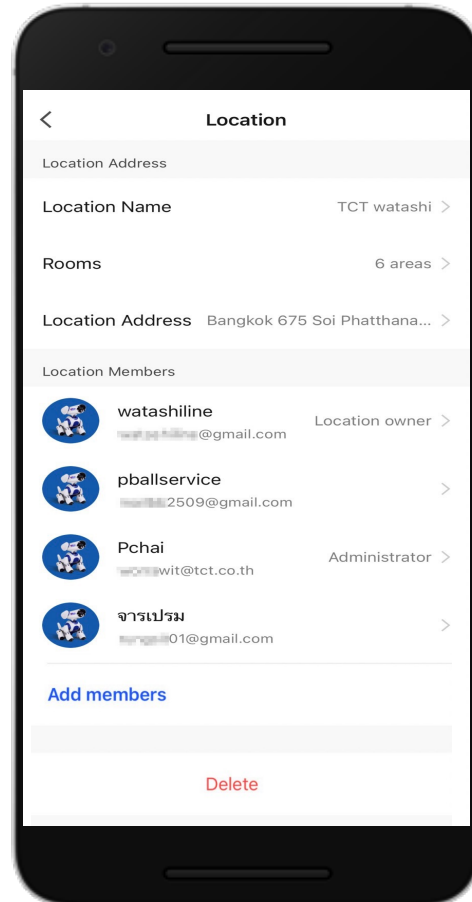 Location
Location Address
Location Name TCT watashi
Rooms 6 areas
Location Address Bangkok 675 Soi Phatthana...
Location Members
watashiline
Location owner
@gmail.com
pballservice
2509@gmail.com
Pchai
Administrator
wit@tct.co.th
จารเปรม
01@gmail.com
Add members
Delete